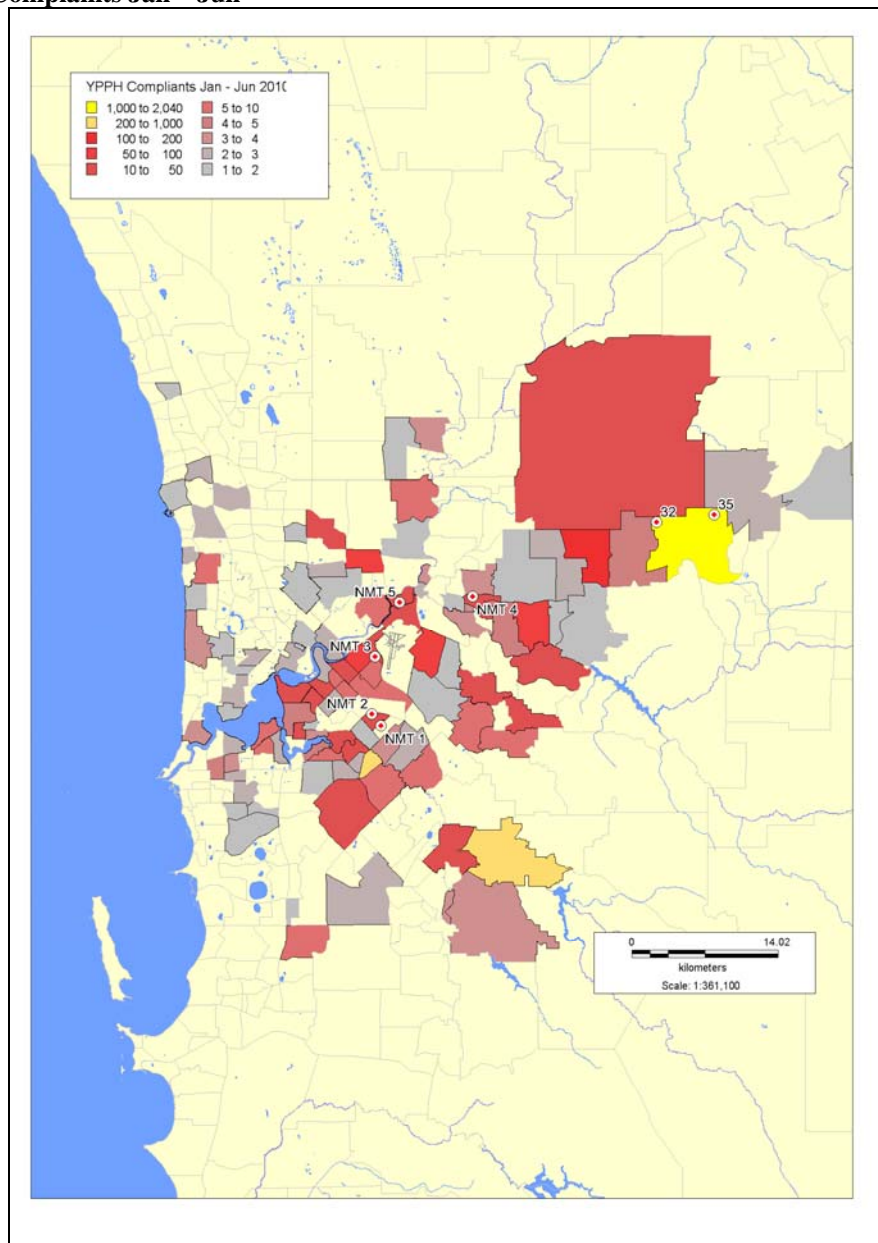 Complaints Jan – Jun
YPPH Compliants Jan - Jun 2010
1,000 to 2,040
200 to 1,000
100 to 200
50 to 100
10 to 50
5 to 10
4 to 5
3 to 4
2 to 3
1 to 2
35
32
NMT 5
NMT 4
NMT 3
NMT 2
NMT 1
0 14.02
kilometers
Scale: 1:361,100